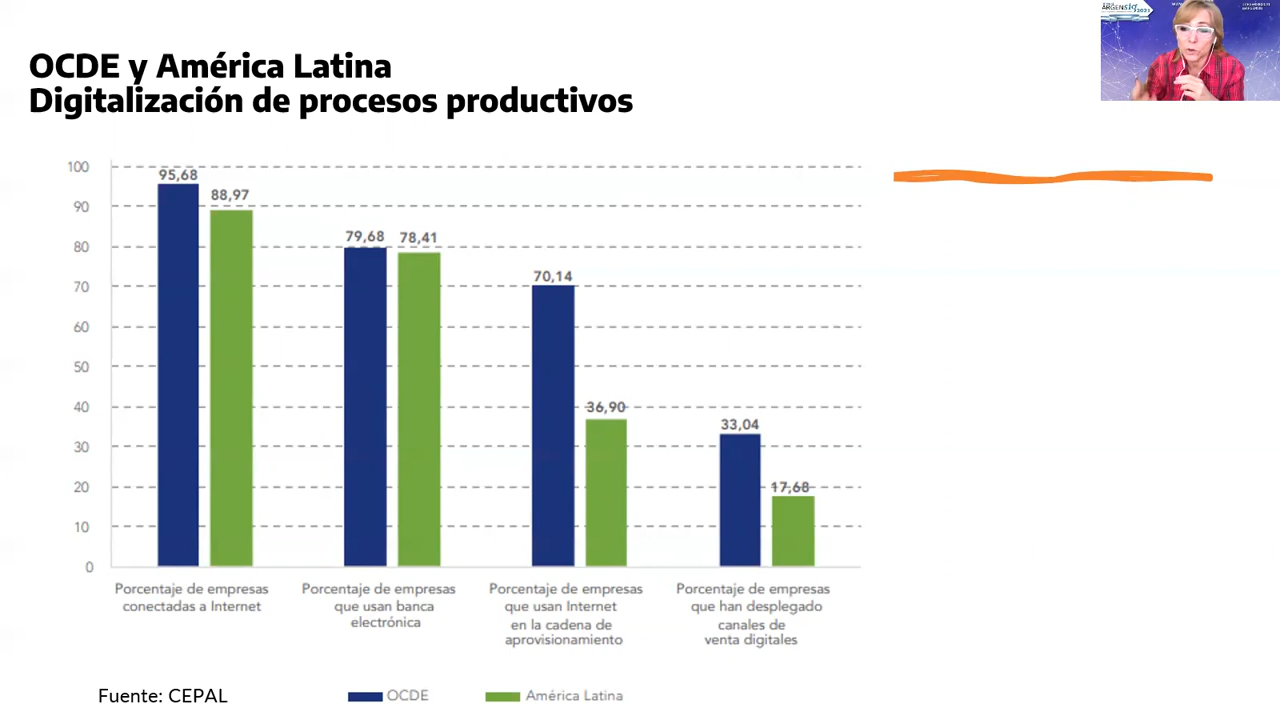 OCDE y América Latina
Digitalización de procesos productivos
ARGENSIG
2021
100
90
80
70
60
50
40
30
20
10
0
95,68
88,97
79,68
78,41
70,14
36,90
33,04
17,68
Porcentaje de empresas
conectadas a Internet
Porcentaje de empresas
que usan banca
electrónica
Porcentaje de empresas
que usan Internet
en la cadena de
aprovisionamiento
Porcentaje de empresas
que han desplegado
canales de
venta digitales
Fuente: CEPAL
OCDE
América Latina